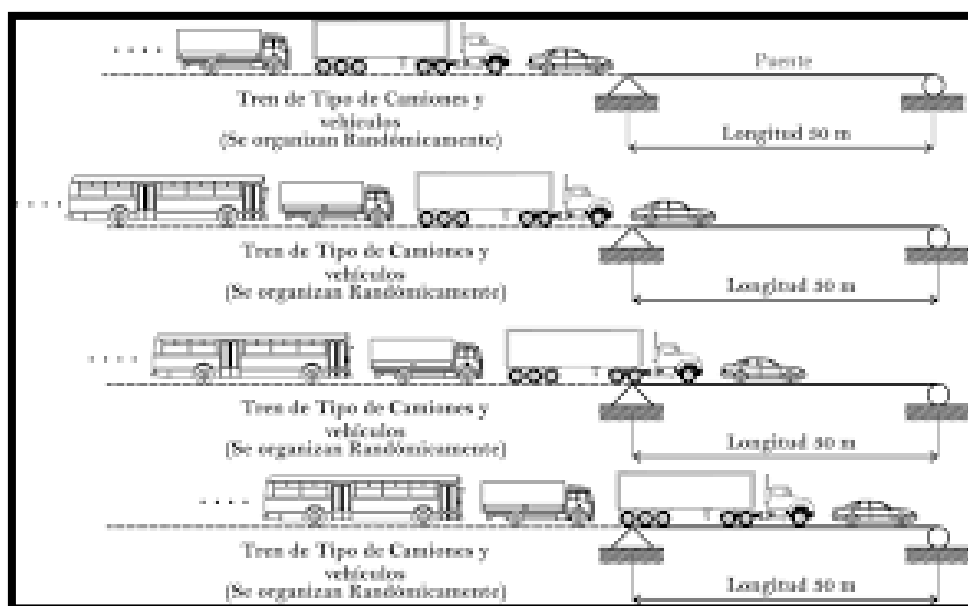 Puente
Tren de Tipo de Camiones y
vehículos
(Se organizan Randómicamente)
Longitud 50 m
Tren de Tipo de Camiones y
vehículos
(Se organizan Randómicamente)
Longitud 50 m
Tren de Tipo de Camiones y
vehículos
(Se organizan Randómicamente)
Longitud 50 m
Tren de Tipo de Camiones y
vehículos
(Se organizan Randómicamente)
Longitud 50 m